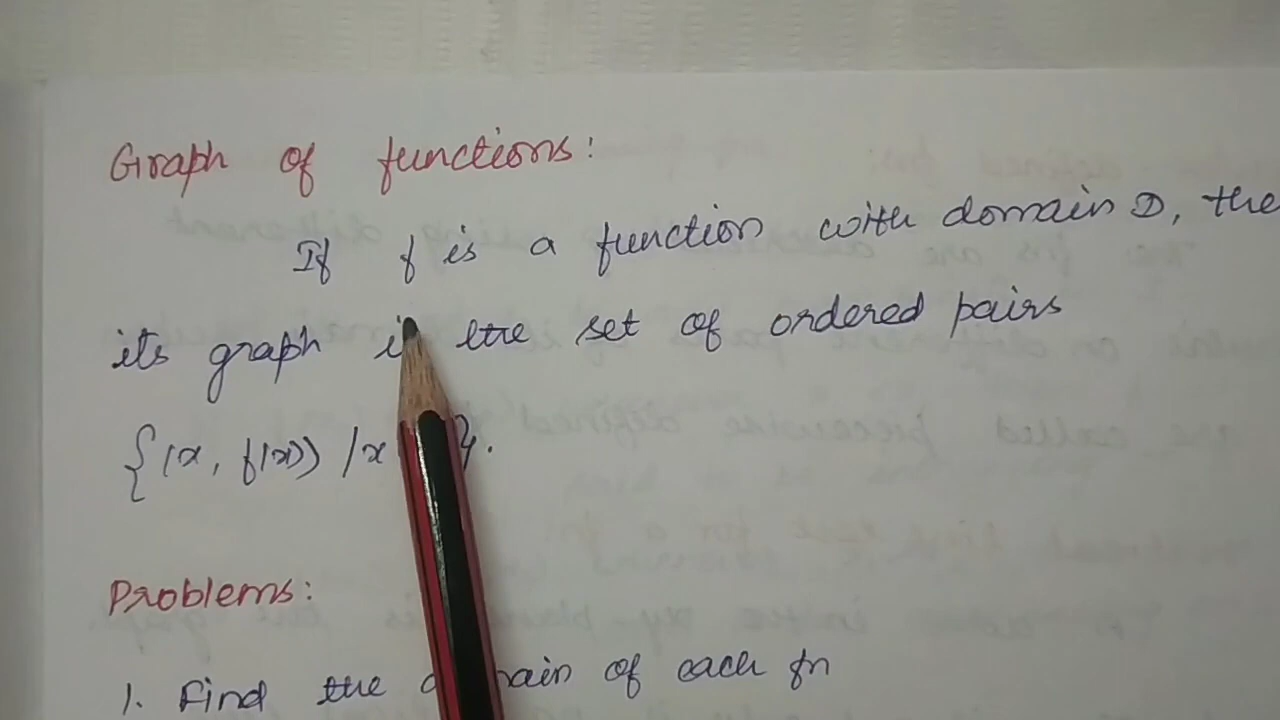 Graph of functions:
If f is a function with domain D, the
its graph is the set of ordered pairs
{(x, f(x)) /x }.
Problems:
1. Find the of each fn